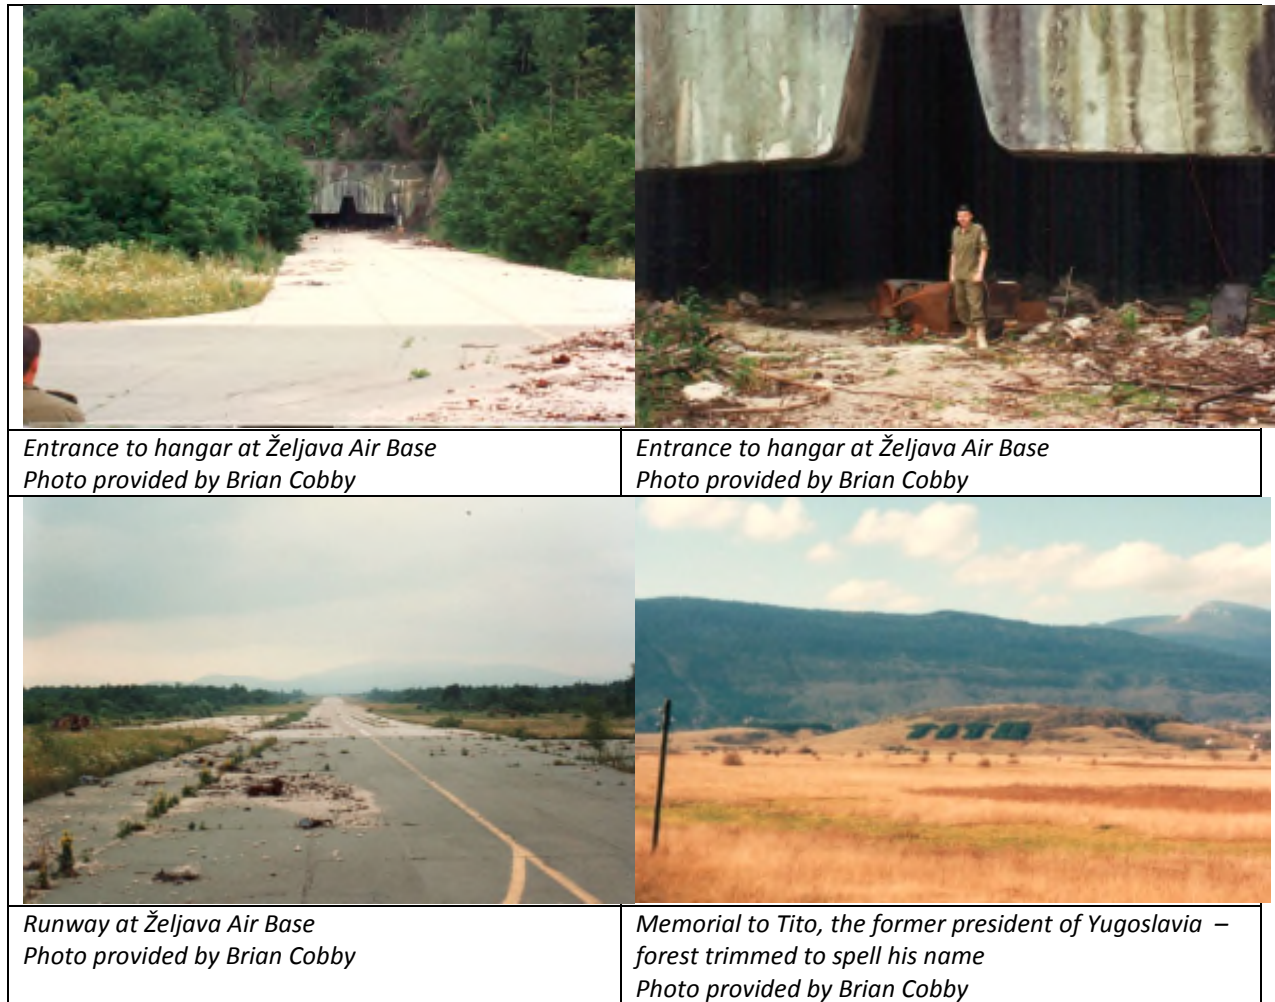 Entrance to hangar at Željava Air Base
Photo provided by Brian Cobby
Entrance to hangar at Željava Air Base
Photo provided by Brian Cobby
TITO
Runway at Željava Air Base
Photo provided by Brian Cobby
Memorial to Tito, the former president of Yugoslavia –
forest trimmed to spell his name
Photo provided by Brian Cobby